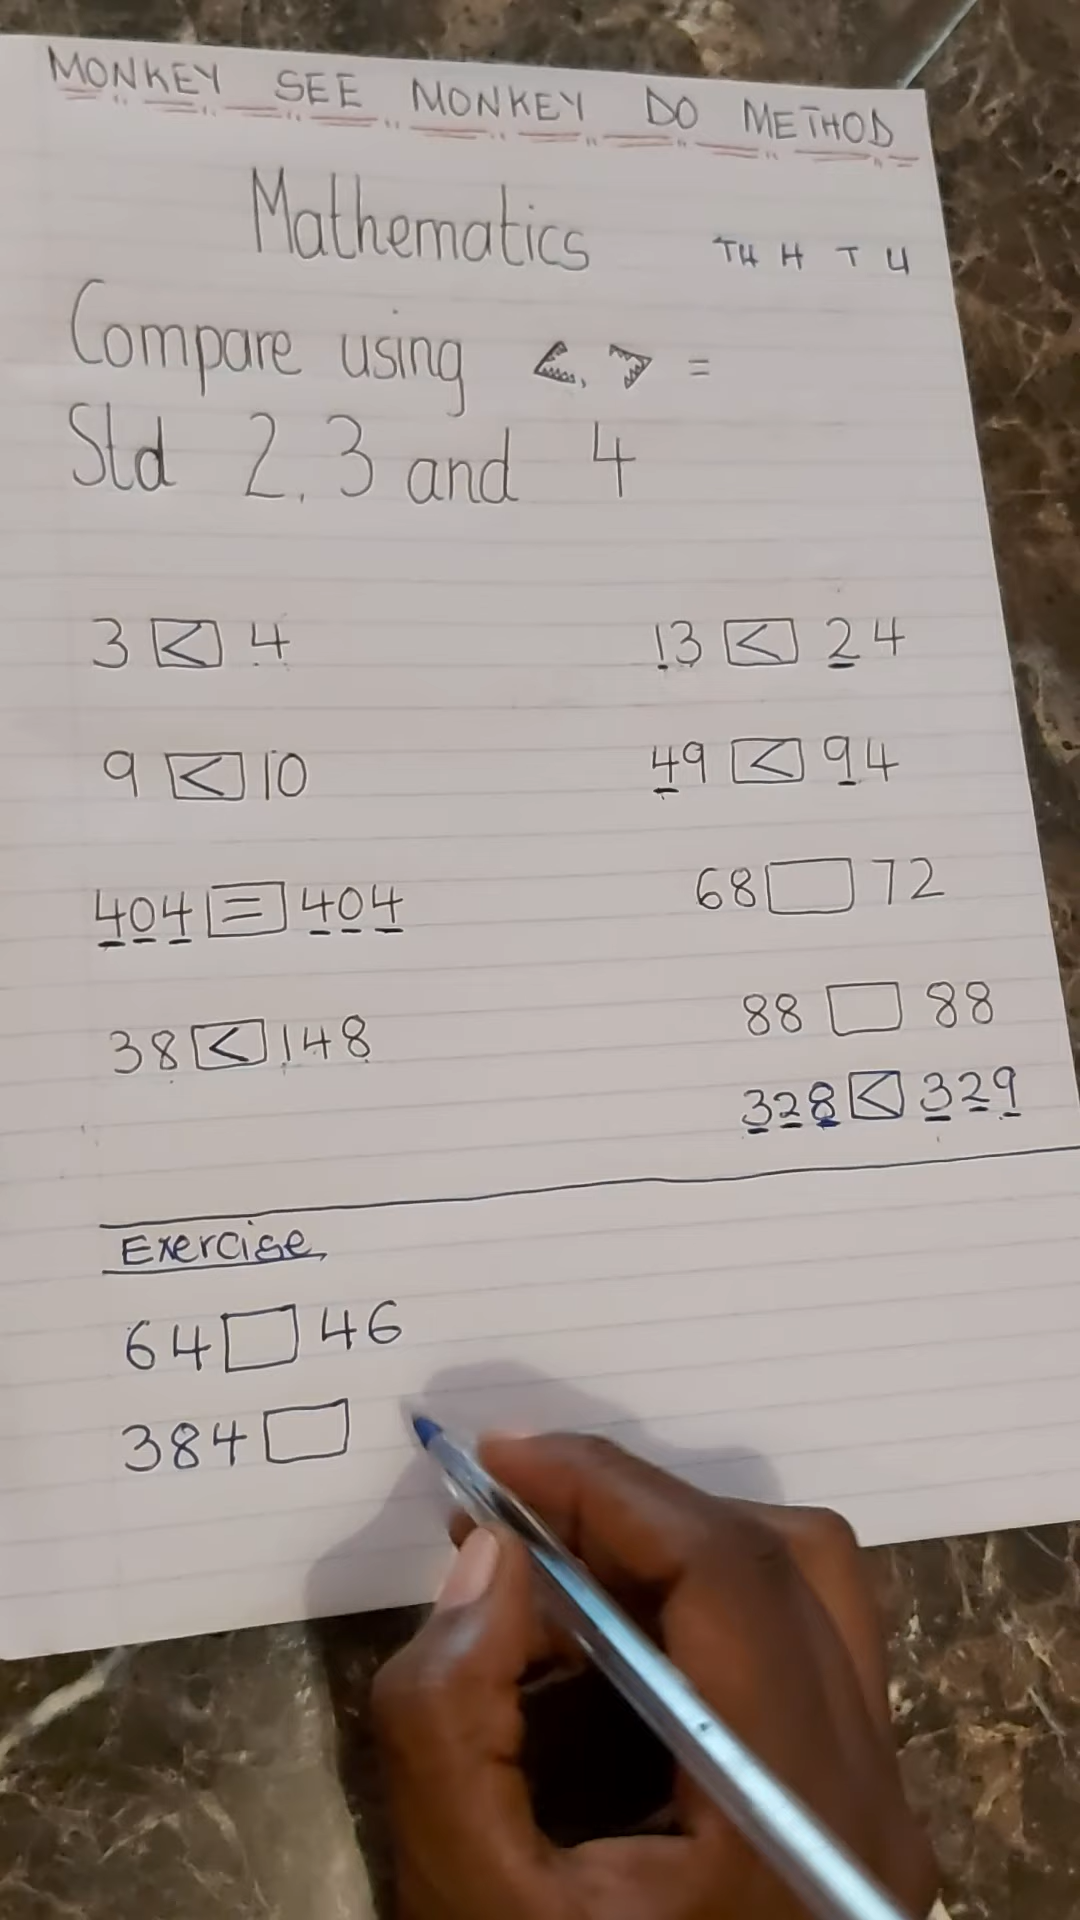 MONKEY SEE MONKEY DO METHOD
Mathematics
TH H T U
Compare using <, > =
Std 2, 3 and 4
3 < 4
13 < 24
9 < 10
49 < 94
404 = 404
68 □ 72
38 < 148
88 □ 88
328 < 329
Exercise
64 □ 46
384 □